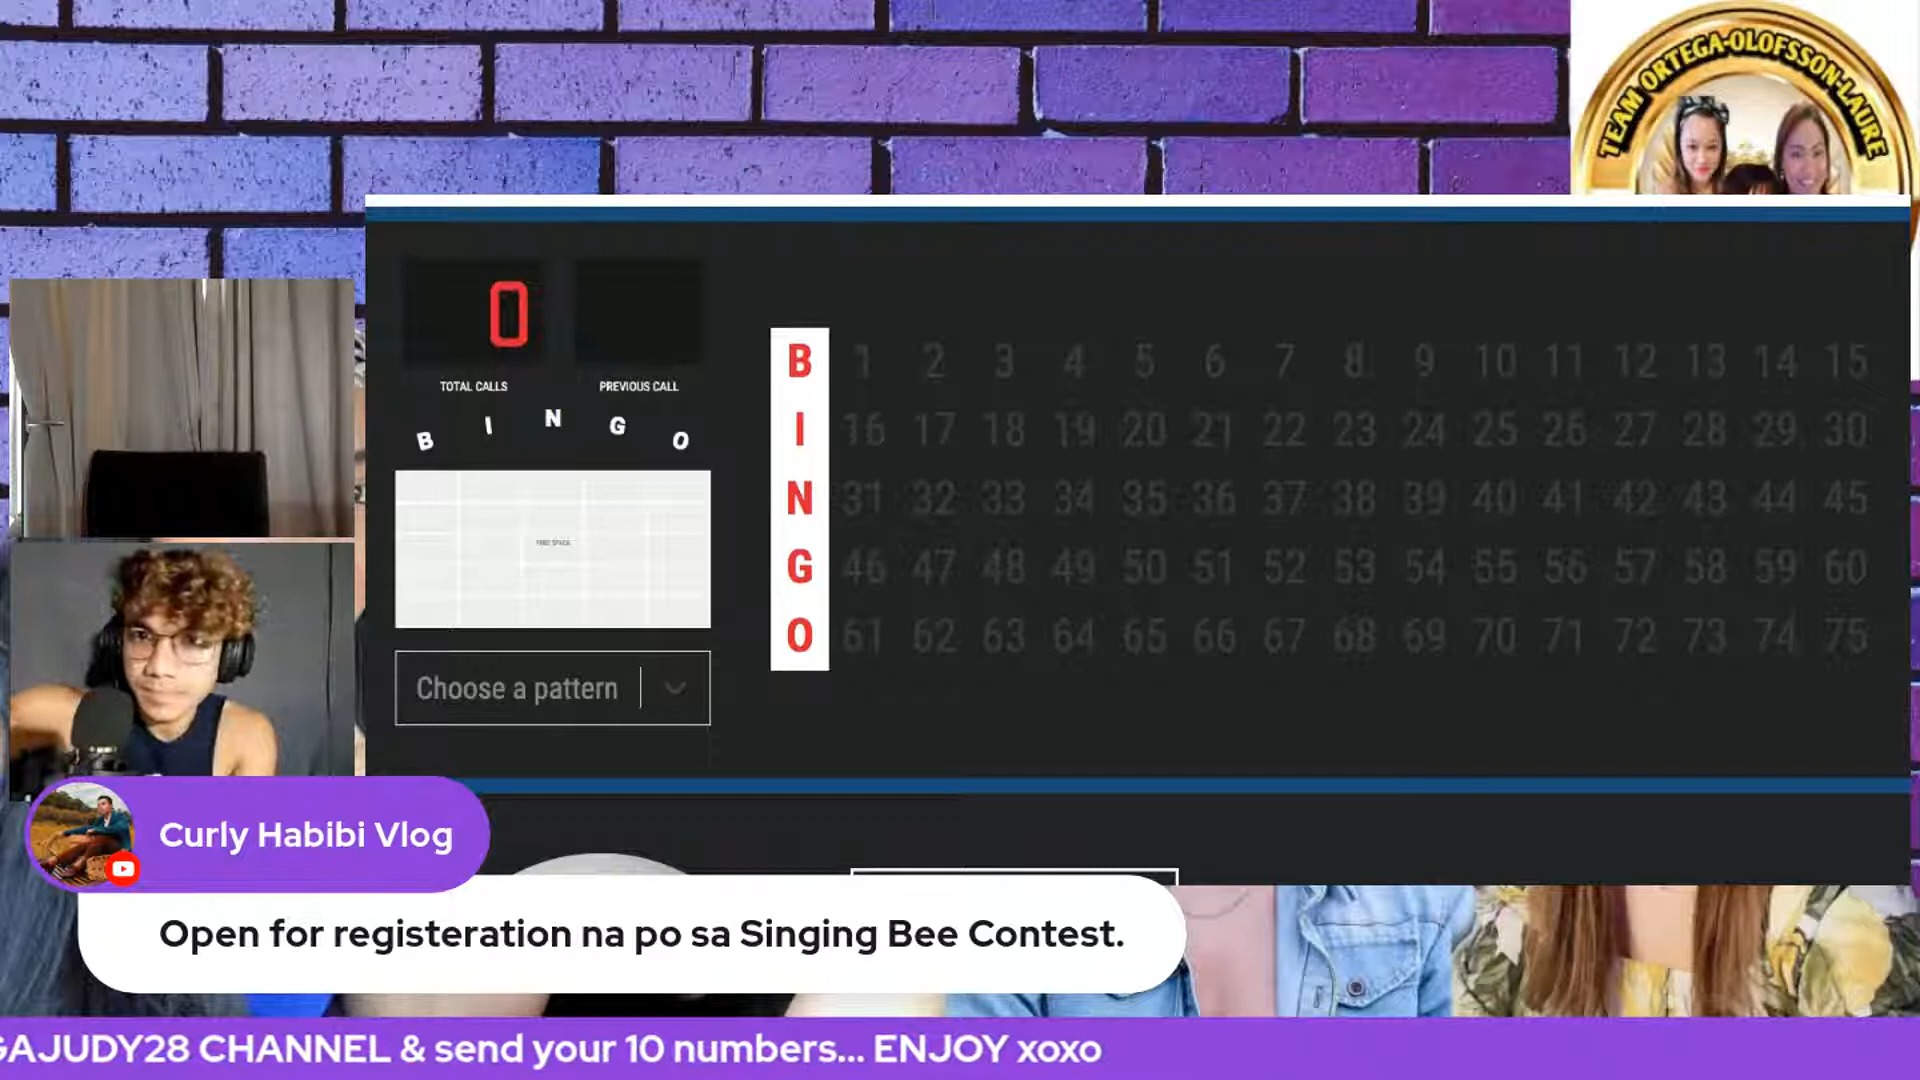 TEAM ORTEGA-OLOFSSON-LAURE
0
TOTAL CALLS PREVIOUS CALL
B I N G O
FREE SPACE
Choose a pattern
B 1 2 3 4 5 6 7 8 9 10 11 12 13 14 15
I 16 17 18 19 20 21 22 23 24 25 26 27 28 29 30
N 31 32 33 34 35 36 37 38 39 40 41 42 43 44 45
G 46 47 48 49 50 51 52 53 54 55 56 57 58 59 60
O 61 62 63 64 65 66 67 68 69 70 71 72 73 74 75
Curly Habibi Vlog
Open for registeration na po sa Singing Bee Contest.
GAJUDY28 CHANNEL & send your 10 numbers... ENJOY xoxo